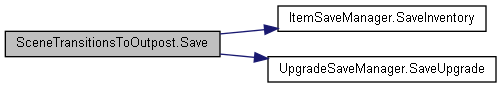 SceneTransitionsToOutpost.Save
ItemSaveManager.SaveInventory
UpgradeSaveManager.SaveUpgrade